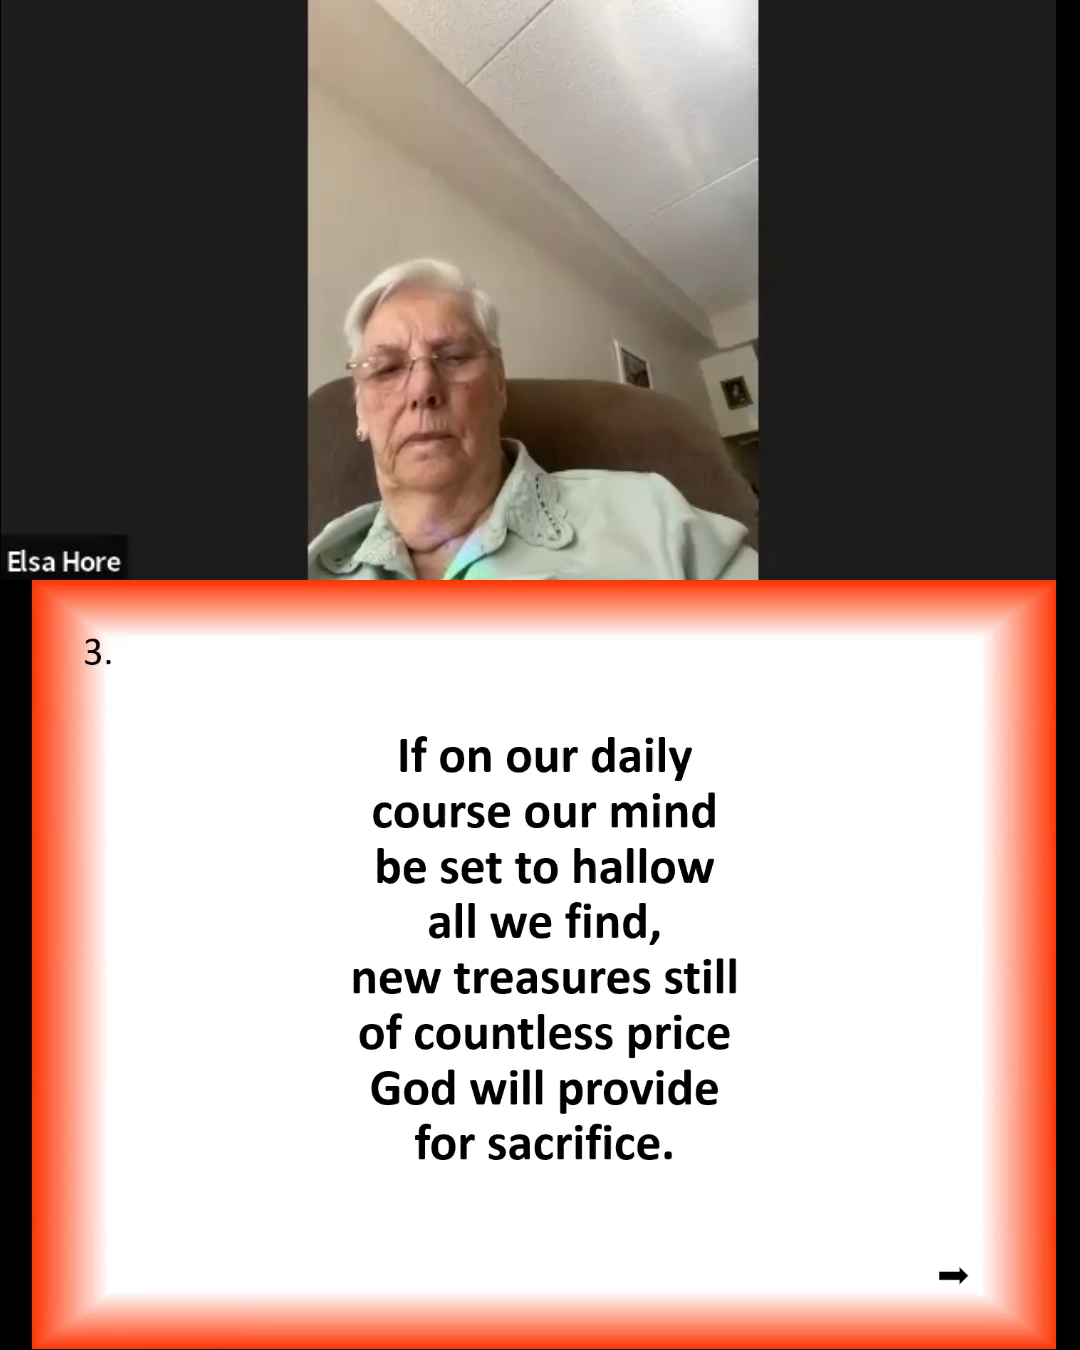 Elsa Hore
3.
If on our daily
course our mind
be set to hallow
all we find,
new treasures still
of countless price
God will provide
for sacrifice.